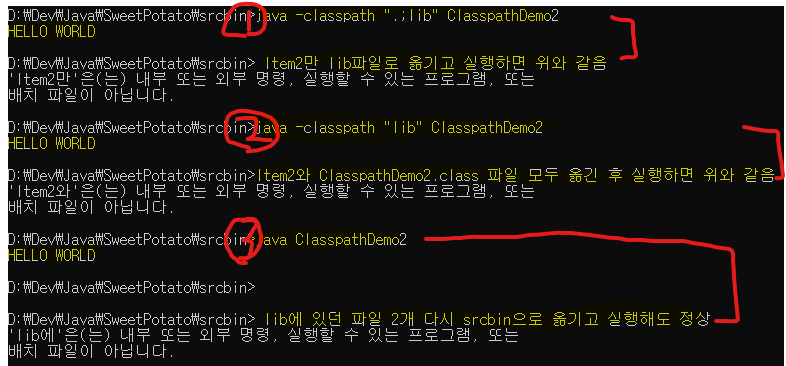 D:₩Dev₩Java₩SweetPotato₩srcbin>java -classpath ".;lib" ClasspathDemo2
HELLO WORLD
D:₩Dev₩Java₩SweetPotato₩srcbin> Item2만 lib파일로 옮기고 실행하면 위와 같음
'Item2만'은(는) 내부 또는 외부 명령, 실행할 수 있는 프로그램, 또는
배치 파일이 아닙니다.
D:₩Dev₩Java₩SweetPotato₩srcbin>java -classpath "lib" ClasspathDemo2
HELLO WORLD
D:₩Dev₩Java₩SweetPotato₩srcbin>Item2와 ClasspathDemo2.class 파일 모두 옮긴 후 실행하면 위와 같음
'Item2와'은(는) 내부 또는 외부 명령, 실행할 수 있는 프로그램, 또는
배치 파일이 아닙니다.
D:₩Dev₩Java₩SweetPotato₩srcbin>java ClasspathDemo2
HELLO WORLD
D:₩Dev₩Java₩SweetPotato₩srcbin>
D:₩Dev₩Java₩SweetPotato₩srcbin> lib에 있던 파일 2개 다시 srcbin으로 옮기고 실행해도 정상
'lib에'은(는) 내부 또는 외부 명령, 실행할 수 있는 프로그램, 또는
배치 파일이 아닙니다.